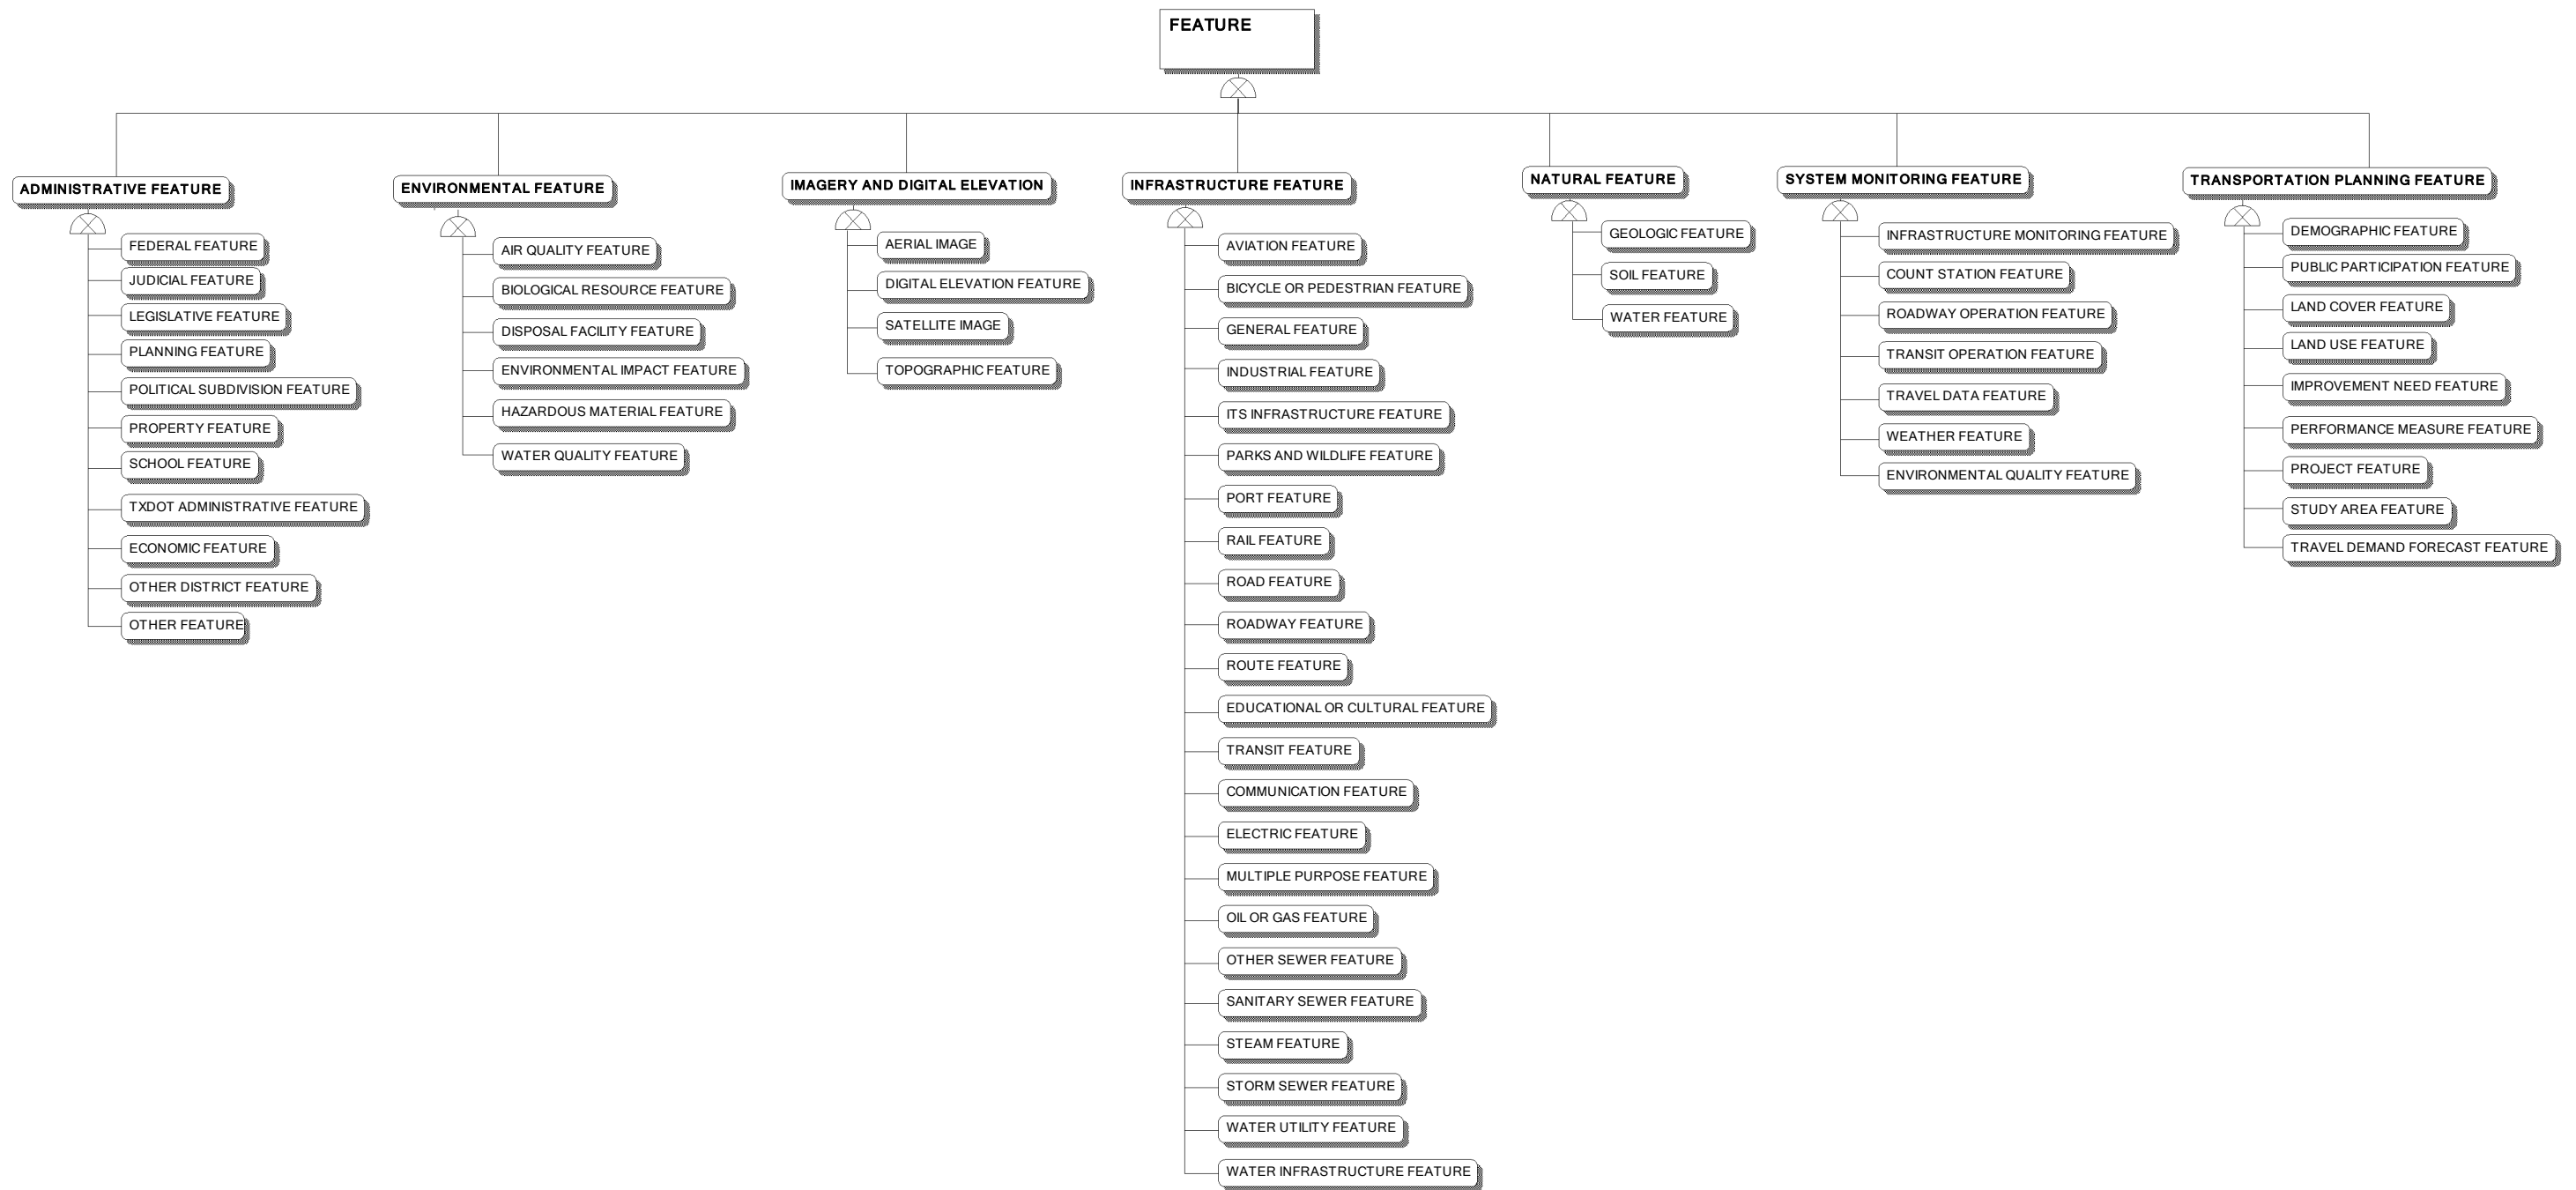 FEATURE
ADMINISTRATIVE FEATURE
FEDERAL FEATURE
JUDICIAL FEATURE
LEGISLATIVE FEATURE
PLANNING FEATURE
POLITICAL SUBDIVISION FEATURE
PROPERTY FEATURE
SCHOOL FEATURE
TXDOT ADMINISTRATIVE FEATURE
ECONOMIC FEATURE
OTHER DISTRICT FEATURE
OTHER FEATURE
ENVIRONMENTAL FEATURE
AIR QUALITY FEATURE
BIOLOGICAL RESOURCE FEATURE
DISPOSAL FACILITY FEATURE
ENVIRONMENTAL IMPACT FEATURE
HAZARDOUS MATERIAL FEATURE
WATER QUALITY FEATURE
IMAGERY AND DIGITAL ELEVATION
AERIAL IMAGE
DIGITAL ELEVATION FEATURE
SATELLITE IMAGE
TOPOGRAPHIC FEATURE
INFRASTRUCTURE FEATURE
AVIATION FEATURE
BICYCLE OR PEDESTRIAN FEATURE
GENERAL FEATURE
INDUSTRIAL FEATURE
ITS INFRASTRUCTURE FEATURE
PARKS AND WILDLIFE FEATURE
PORT FEATURE
RAIL FEATURE
ROAD FEATURE
ROADWAY FEATURE
ROUTE FEATURE
EDUCATIONAL OR CULTURAL FEATURE
TRANSIT FEATURE
COMMUNICATION FEATURE
ELECTRIC FEATURE
MULTIPLE PURPOSE FEATURE
OIL OR GAS FEATURE
OTHER SEWER FEATURE
SANITARY SEWER FEATURE
STEAM FEATURE
STORM SEWER FEATURE
WATER UTILITY FEATURE
WATER INFRASTRUCTURE FEATURE
NATURAL FEATURE
GEOLOGIC FEATURE
SOIL FEATURE
WATER FEATURE
SYSTEM MONITORING FEATURE
INFRASTRUCTURE MONITORING FEATURE
COUNT STATION FEATURE
ROADWAY OPERATION FEATURE
TRANSIT OPERATION FEATURE
TRAVEL DATA FEATURE
WEATHER FEATURE
ENVIRONMENTAL QUALITY FEATURE
TRANSPORTATION PLANNING FEATURE
DEMOGRAPHIC FEATURE
PUBLIC PARTICIPATION FEATURE
LAND COVER FEATURE
LAND USE FEATURE
IMPROVEMENT NEED FEATURE
PERFORMANCE MEASURE FEATURE
PROJECT FEATURE
STUDY AREA FEATURE
TRAVEL DEMAND FORECAST FEATURE